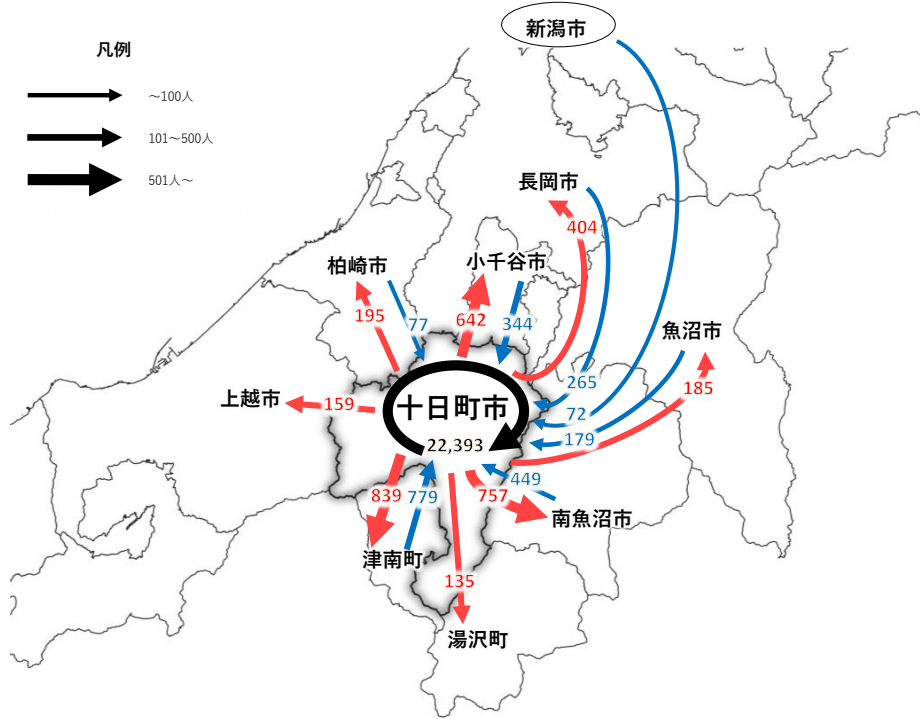 新潟市
凡例
～100人
101～500人
501人～
長岡市
404
小千谷市
柏崎市
195
77
642
344
魚沼市
265
185
上越市
159
十日町市
72
179
22,393
449
839
779
757
南魚沼市
津南町
135
湯沢町